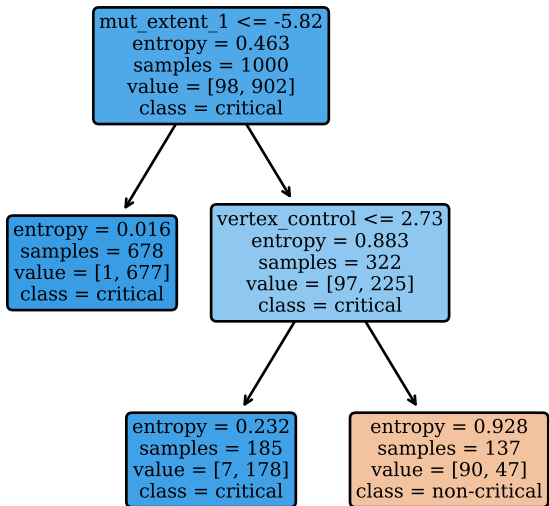 mut_extent_1 <= -5.82
entropy = 0.463
samples = 1000
value = [98, 902]
class = critical
entropy = 0.016
samples = 678
value = [1, 677]
class = critical
vertex_control <= 2.73
entropy = 0.883
samples = 322
value = [97, 225]
class = critical
entropy = 0.232
samples = 185
value = [7, 178]
class = critical
entropy = 0.928
samples = 137
value = [90, 47]
class = non-critical